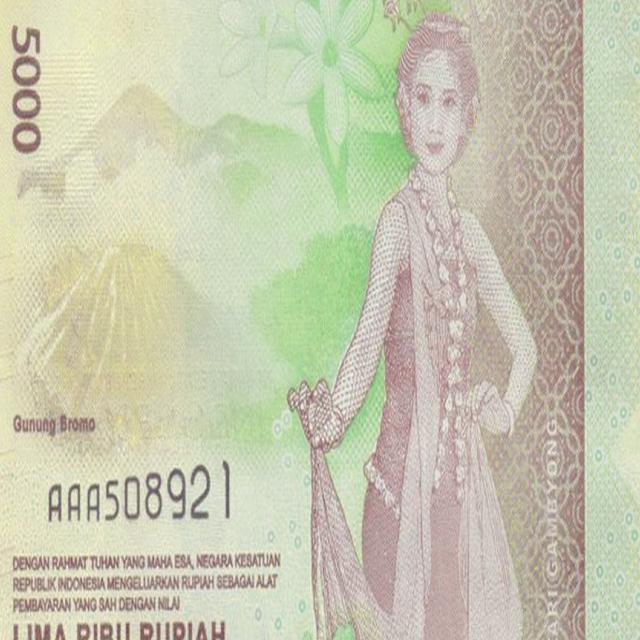 5000
Gunung Bromo
AAA508921
DENGAN RAHMAT TUHAN YANG MAHA ESA, NEGARA KESATUAN
REPUBLIK INDONESIA MENGELUARKAN RUPIAH SEBAGAI ALAT
PEMBAYARAN YANG SAH DENGAN NILAI
LIMA RIBU RUPIAH
GAMBYONG